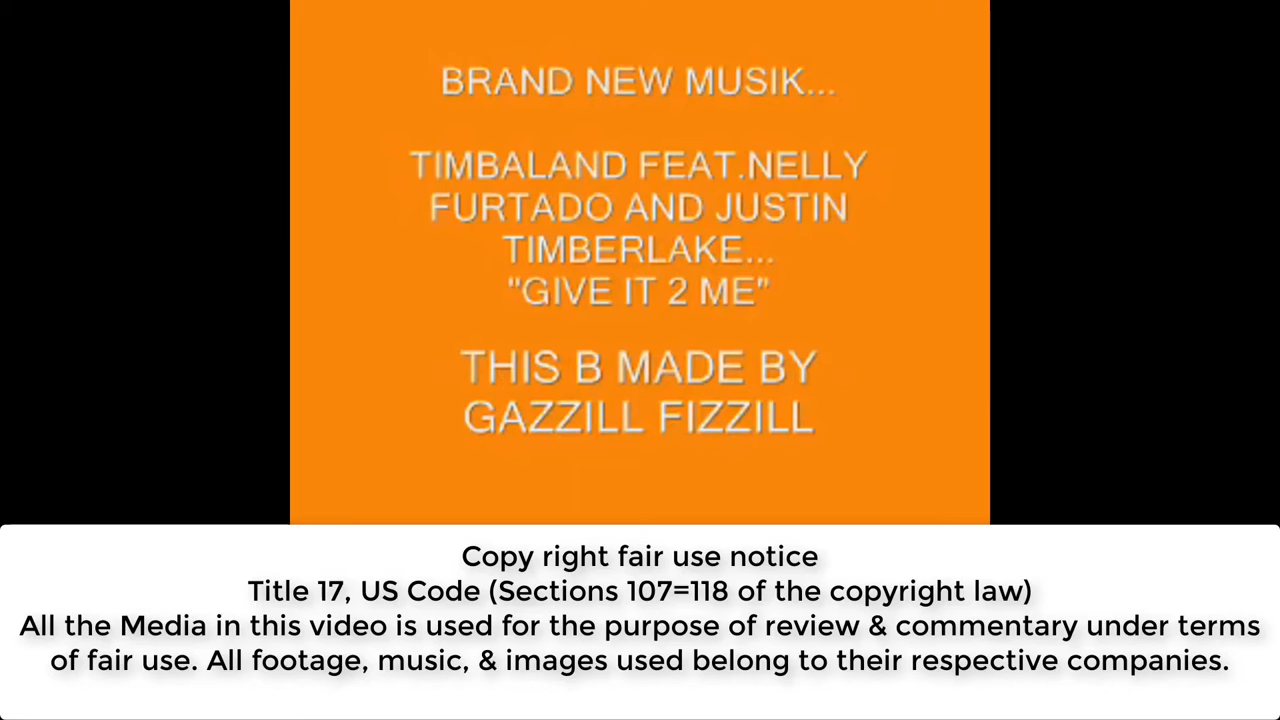 BRAND NEW MUSIK...
TIMBALAND FEAT.NELLY
FURTADO AND JUSTIN
TIMBERLAKE...
"GIVE IT 2 ME"
THIS B MADE BY
GAZZILL FIZZILL
Copy right fair use notice
Title 17, US Code (Sections 107=118 of the copyright law)
All the Media in this video is used for the purpose of review & commentary under terms
of fair use. All footage, music, & images used belong to their respective companies.